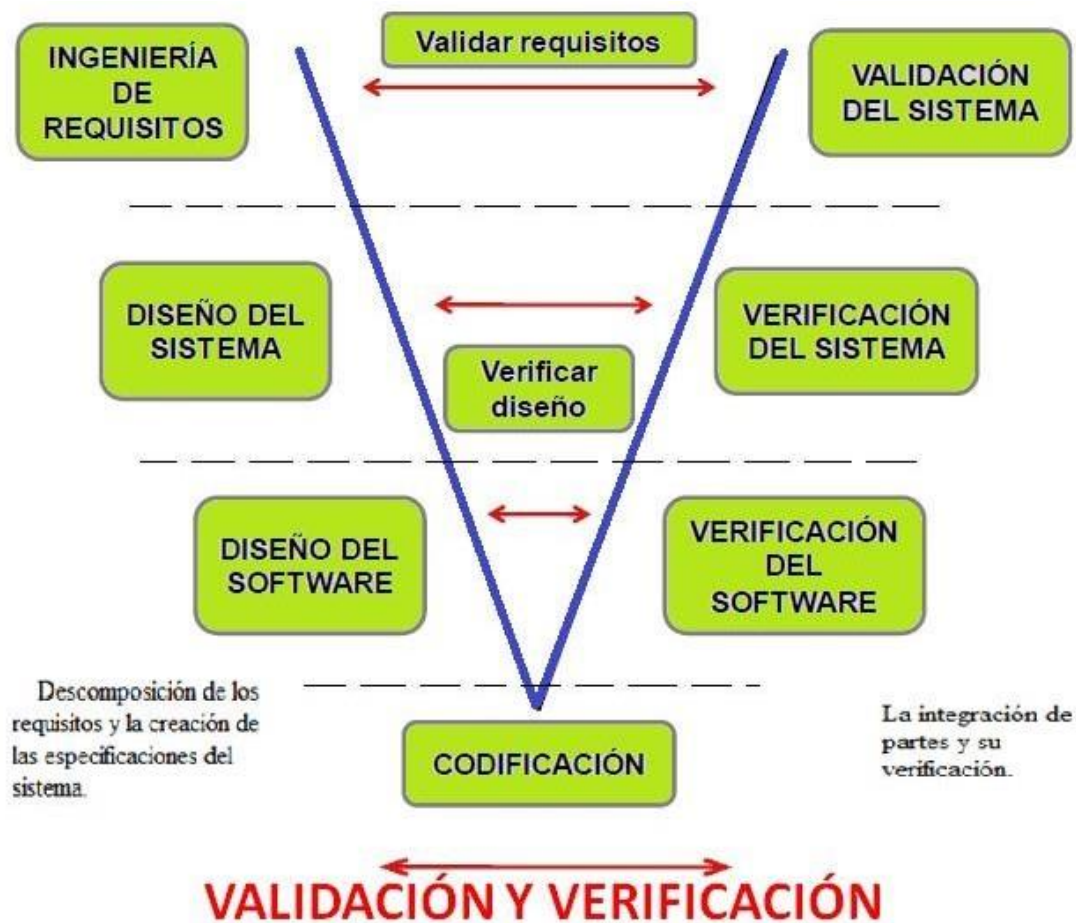 INGENIERÍA
DE
REQUISITOS
Validar requisitos
VALIDACIÓN
DEL SISTEMA
DISEÑO DEL
SISTEMA
Verificar
diseño
VERIFICACIÓN
DEL SISTEMA
DISEÑO DEL
SOFTWARE
VERIFICACIÓN
DEL
SOFTWARE
Descomposición de los
requisitos y la creación de
las especificaciones del
sistema.
CODIFICACIÓN
La integración de
partes y su
verificación.
VALIDACIÓN Y VERIFICACIÓN